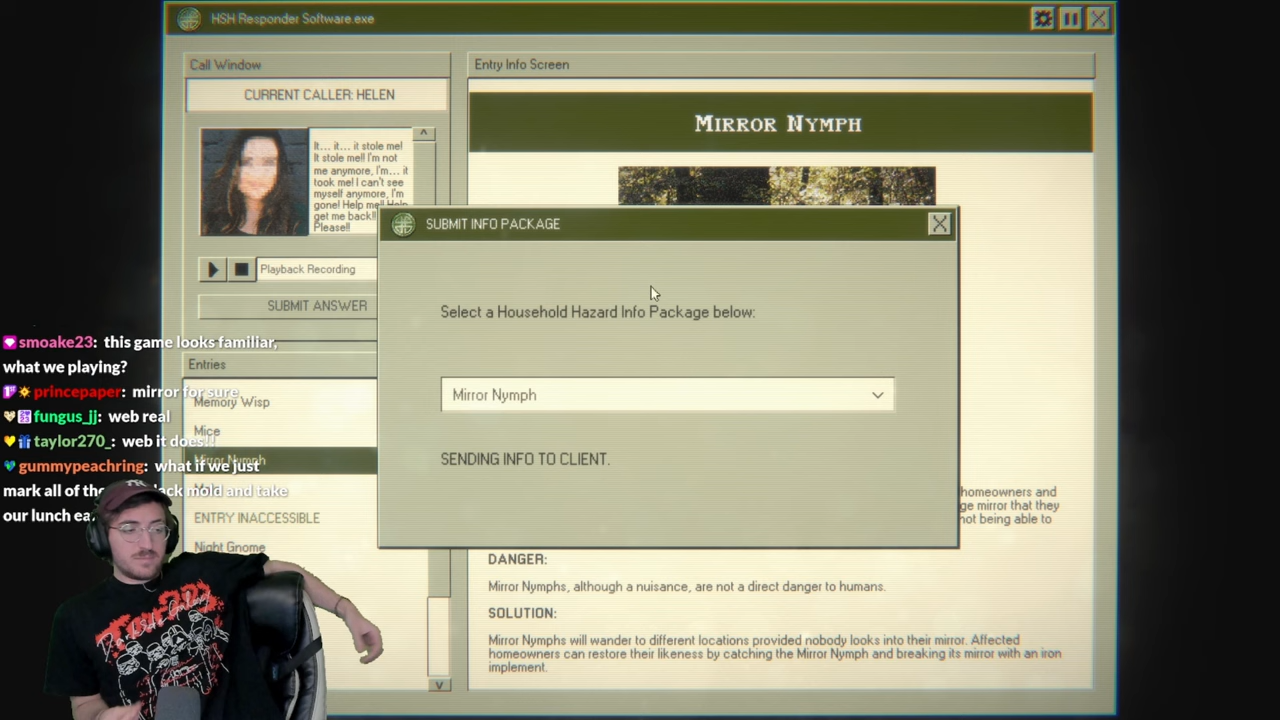 HSH Responder Software.exe
Call Window
CURRENT CALLER: HELEN
It... it... it stole me!
It stole me!! I'm not
me anymore, I'm... it
took me! I can't see
myself anymore, I'm
gone! Help me!! Help
get me back!!
Please!!
Playback Recording
SUBMIT ANSWER
Entries
Memory Wisp
Mice
Mirror Nymph
ENTRY INACCESSIBLE
Night Gnome
Entry Info Screen
MIRROR NYMPH
SUBMIT INFO PACKAGE
Select a Household Hazard Info Package below:
Mirror Nymph
SENDING INFO TO CLIENT.
homeowners and
ge mirror that they
not being able to
DANGER:
Mirror Nymphs, although a nuisance, are not a direct danger to humans.
SOLUTION:
Mirror Nymphs will wander to different locations provided nobody looks into their mirror. Affected
homeowners can restore their likeness by catching the Mirror Nymph and breaking its mirror with an iron
implement.
smoake23: this game looks familiar,
what we playing?
princepaper: mirror for sure
fungus_jj: web real
taylor270_: web it does!!
gummypeachring: what if we just
mark all of the ack mold and take
our lunch ea